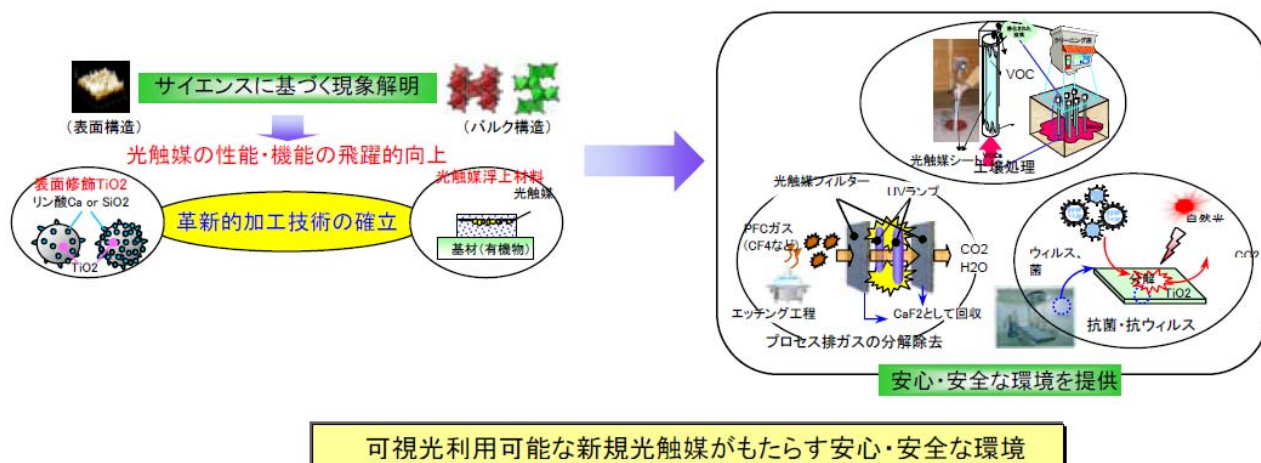 サイエンスに基づく現象解明
(表面構造)
(バルク構造)
光触媒の性能・機能の飛躍的向上
表面修飾TiO2
リン酸Ca or SiO2
TiO2
革新的加工技術の確立
光触媒浮上材料
光触媒
基材(有機物)
VOC
クリーニング店
光触媒シート
土壌処理
光触媒フィルター
UVランプ
PFCガス
(CF4など)
CO2
H2O
エッチング工程
CaF2として回収
プロセス排ガスの分解除去
自然光
ウィルス、
菌
分解
TiO2
CO2
抗菌・抗ウィルス
安心・安全な環境を提供
可視光利用可能な新規光触媒がもたらす安心・安全な環境